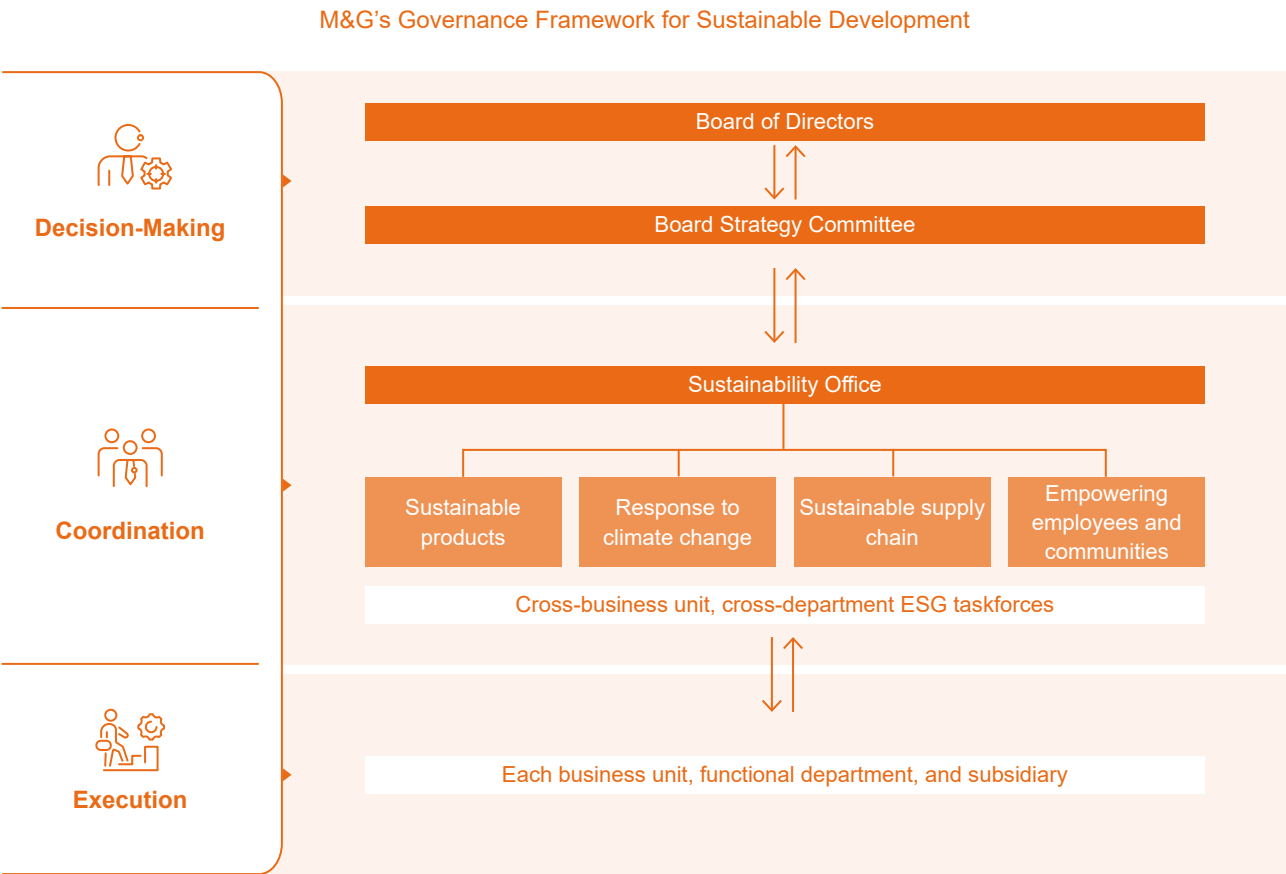 M&G's Governance Framework for Sustainable Development
Decision-Making
Board of Directors
Board Strategy Committee
Coordination
Sustainability Office
Sustainable
products
Response to
climate change
Sustainable supply
chain
Empowering
employees and
communities
Cross-business unit, cross-department ESG taskforces
Execution
Each business unit, functional department, and subsidiary